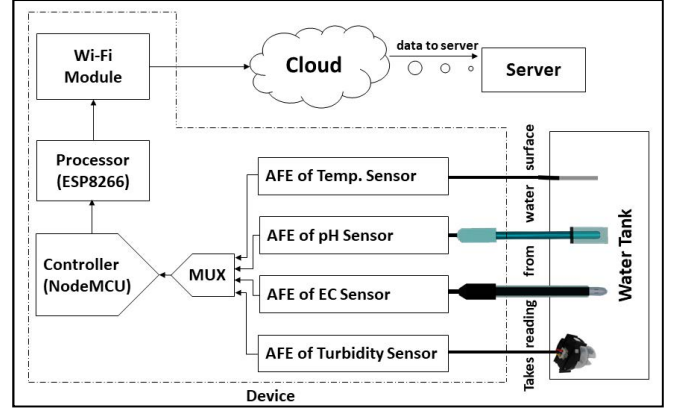 Wi-Fi
Module
Cloud
data to server
Server
Processor
(ESP8266)
Controller
(NodeMCU)
MUX
AFE of Temp. Sensor
AFE of pH Sensor
AFE of EC Sensor
AFE of Turbidity Sensor
Takes reading from water surface
Water Tank
Device